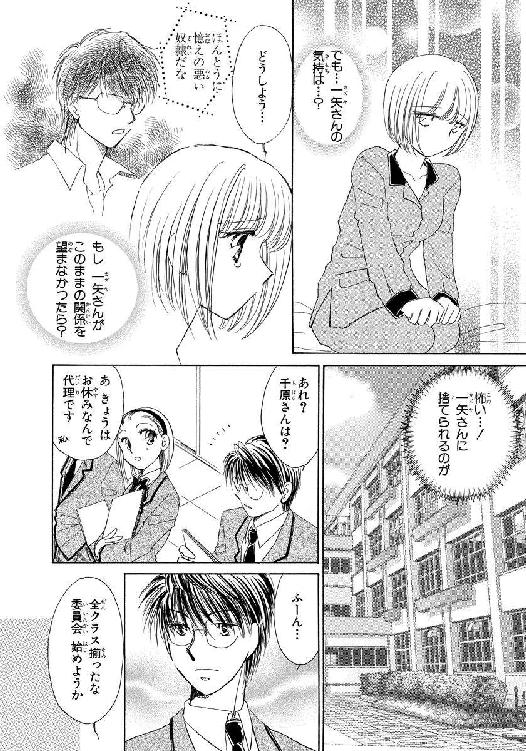 でも…一矢さんの
気持は…？
どうしよう…
ほんとうに
憶えの悪い
奴隷だな
もし 一矢さんが
このままの関係を
望まなかったら？
怖い…！
一矢さんに
捨てられるのが
あれ？
千原さんは？
あ きょうは
お休みなんで
代理です
ふーん…
全クラス揃ったな
委員会 始めようか